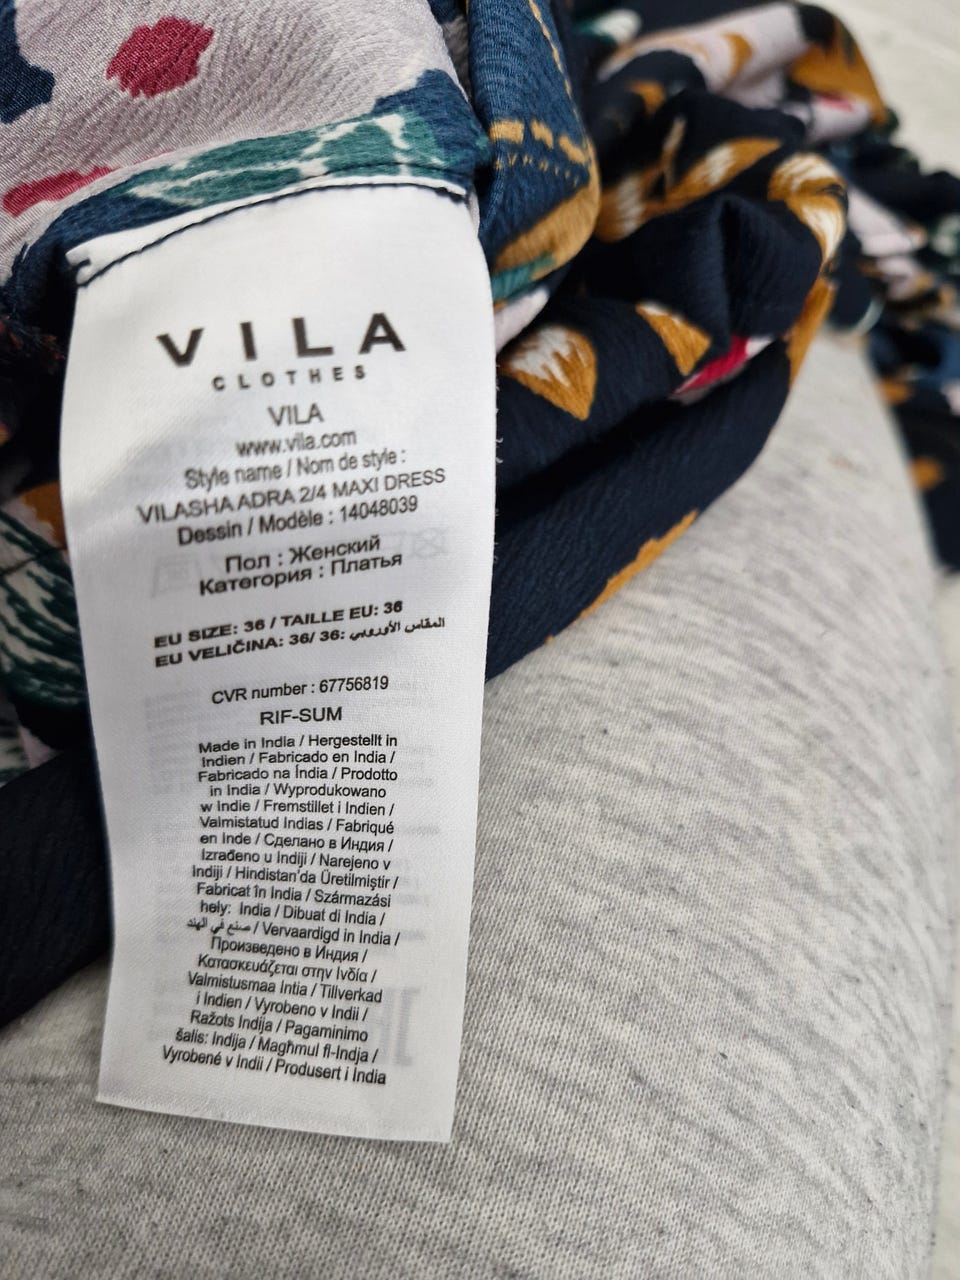 VILA
CLOTHES
VILA
www.vila.com
Style name / Nom de style :
VILASHA ADRA 2/4 MAXI DRESS
Dessin / Modèle : 14048039
Пол : Женский
Категория : Платья
EU SIZE: 36 / TAILLE EU: 36
EU VELIČINA: 36/ 36: المقاس الأوروبي
CVR number : 67756819
RIF-SUM
Made in India / Hergestellt in
Indien / Fabricado en India /
Fabricado na Índia / Prodotto
in India / Wyprodukowano
w Indie / Fremstillet i Indien /
Valmistatud Indias / Fabriqué
en Inde / Сделано в Индия /
Izrađeno u Indiji / Narejeno v
Indiji / Hindistan'da Üretilmiştir /
Fabricat în India / Származási
hely: India / Dibuat di India /
صنع في الهند / Vervaardigd in India /
Произведено в Индия /
Κατασκευάζεται στην Ινδία /
Valmistusmaa Intia / Tillverkad
i Indien / Vyrobeno v Indii /
Ražots Indija / Pagaminimo
šalis: Indija / Magħmul fl-Indja /
Vyrobené v Indii / Produsert i India